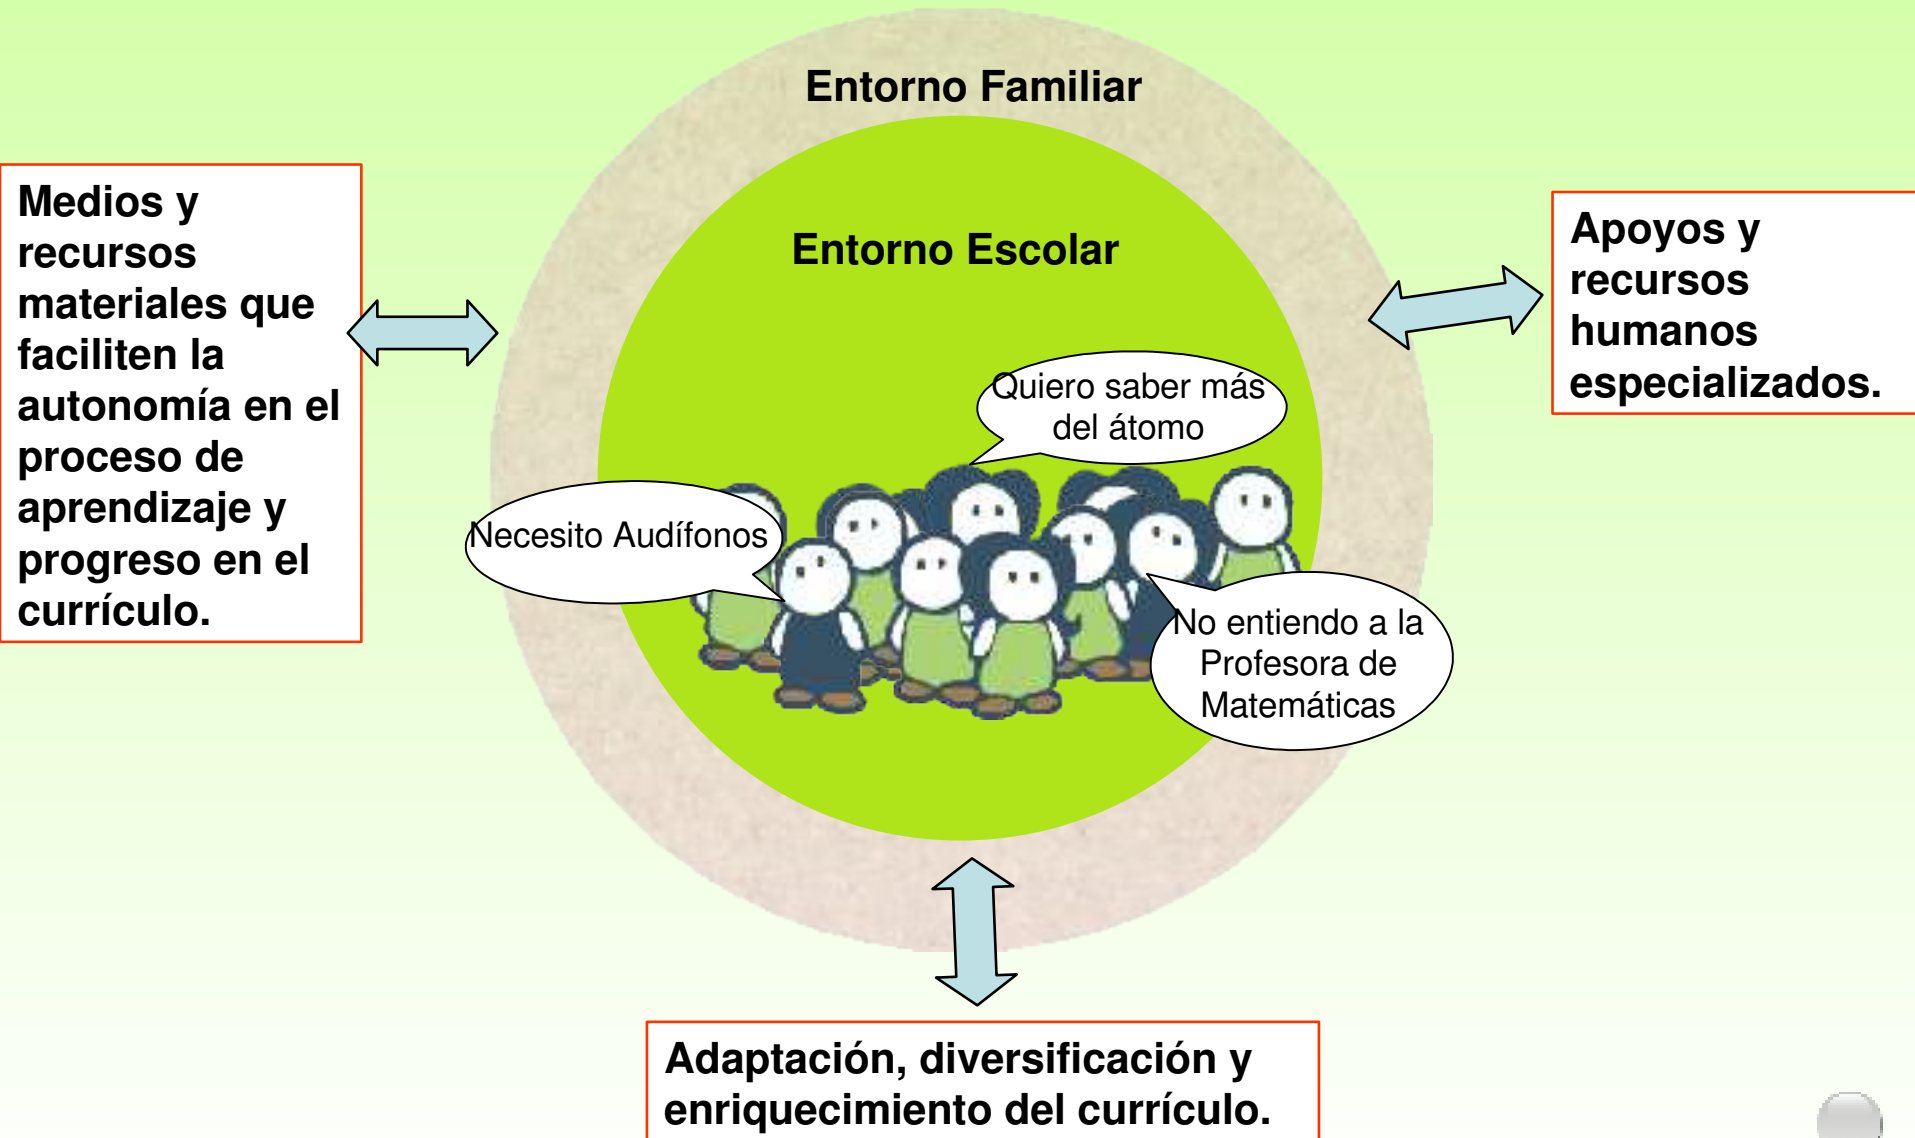 Entorno Familiar
Entorno Escolar
Medios y
recursos
materiales que
faciliten la
autonomía en el
proceso de
aprendizaje y
progreso en el
currículo.
Apoyos y
recursos
humanos
especializados.
Quiero saber más
del átomo
Necesito Audífonos
No entiendo a la
Profesora de
Matemáticas
Adaptación, diversificación y
enriquecimiento del currículo.